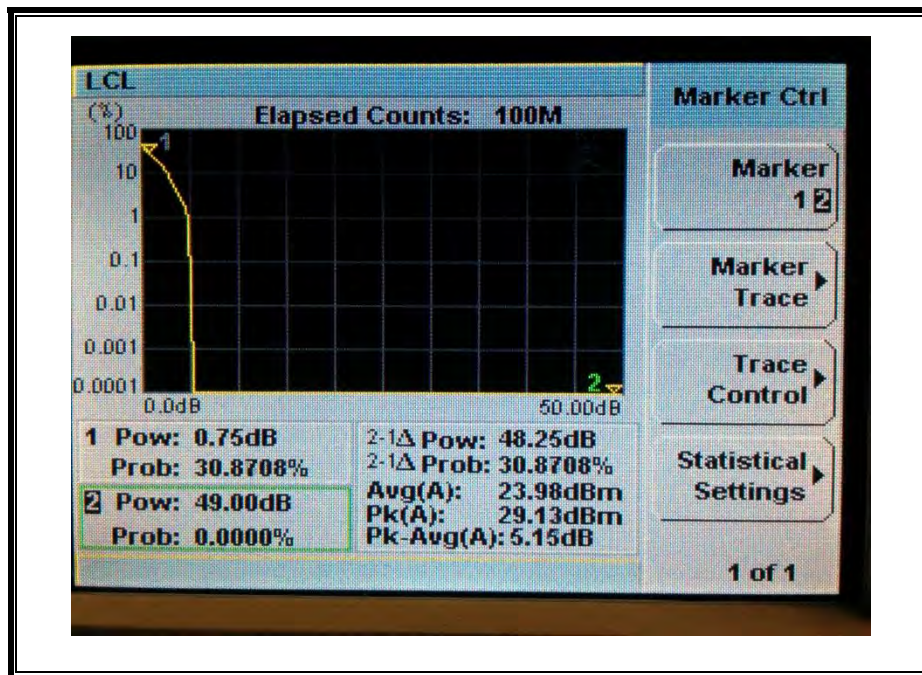 LCL
(%)
Elapsed Counts: 100M
100
10
1
0.1
0.01
0.001
0.0001
1
2
0.0dB
50.00dB
1 Pow: 0.75dB
Prob: 30.8708%
2 Pow: 49.00dB
Prob: 0.0000%
2-1Δ Pow: 48.25dB
2-1Δ Prob: 30.8708%
Avg(A): 23.98dBm
Pk(A): 29.13dBm
Pk-Avg(A): 5.15dB
Marker Ctrl
Marker
1 2
Marker
Trace
Trace
Control
Statistical
Settings
1 of 1